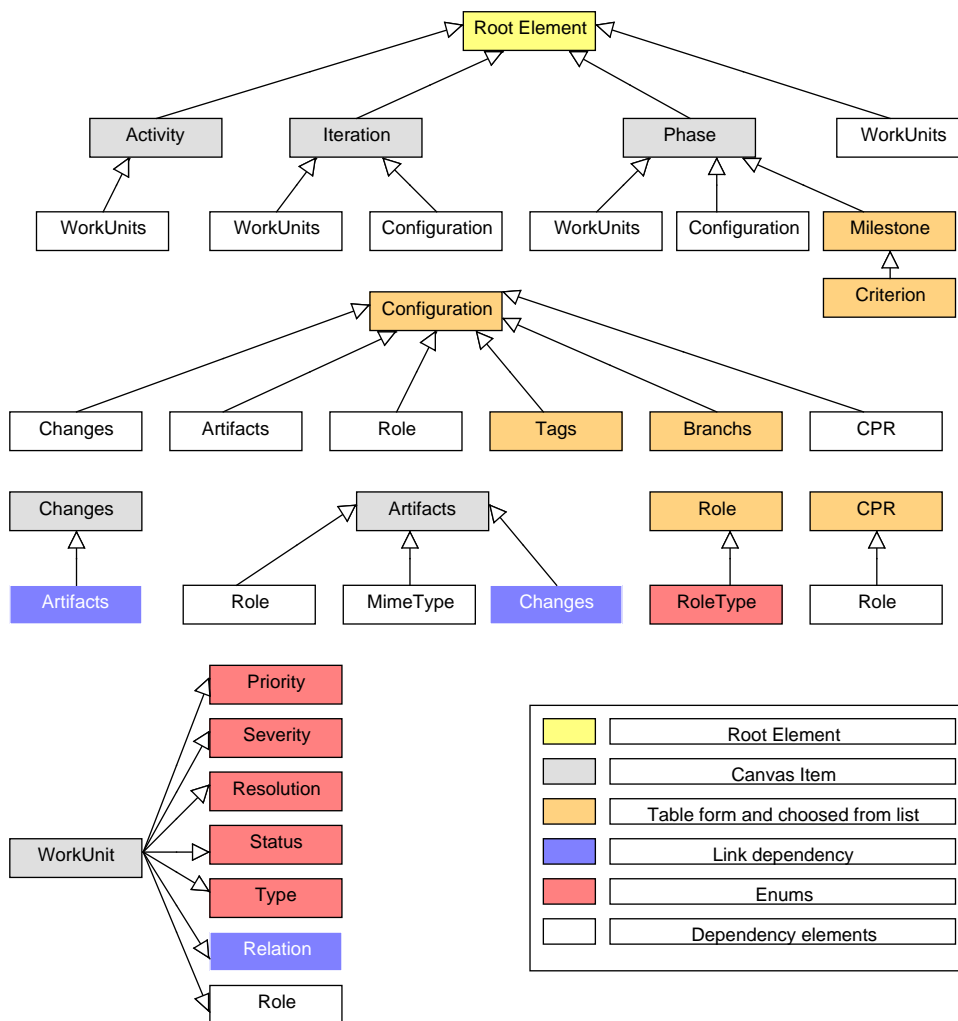 Root Element
Activity
Iteration
Phase
WorkUnits
WorkUnits
WorkUnits
Configuration
WorkUnits
Configuration
Milestone
Criterion
Configuration
Changes
Artifacts
Role
Tags
Branchs
CPR
Changes
Artifacts
Role
CPR
Artifacts
Role
MimeType
Changes
RoleType
Role
Priority
Severity
Resolution
WorkUnit
Status
Type
Relation
Role
Root Element
Canvas Item
Table form and choosed from list
Link dependency
Enums
Dependency elements